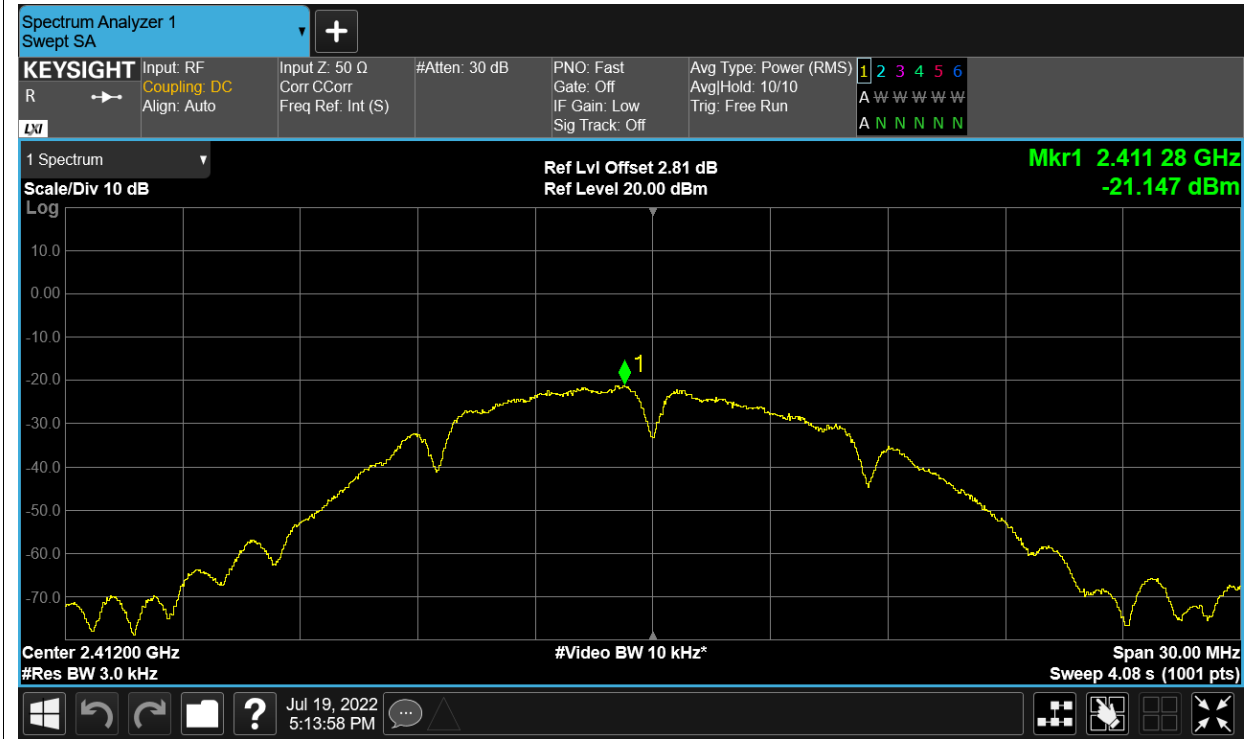 Spectrum Analyzer 1
Swept SA
KEYSIGHT Input: RF Input Z: 50 Ω #Atten: 30 dB PNO: Fast Avg Type: Power (RMS) 1 2 3 4 5 6
R Coupling: DC Corr CCorr Gate: Off Avg|Hold: 10/10 A W W W W W
Align: Auto Freq Ref: Int (S) IF Gain: Low Trig: Free Run
LXI Sig Track: Off A N N N N N
1 Spectrum Ref Lvl Offset 2.81 dB Mkr1 2.411 28 GHz
Scale/Div 10 dB Ref Level 20.00 dBm -21.147 dBm
Log
10.0
0.00
-10.0
1
-20.0
-30.0
-40.0
-50.0
-60.0
-70.0
Center 2.41200 GHz #Video BW 10 kHz* Span 30.00 MHz
#Res BW 3.0 kHz Sweep 4.08 s (1001 pts)
? Jul 19, 2022
5:13:58 PM